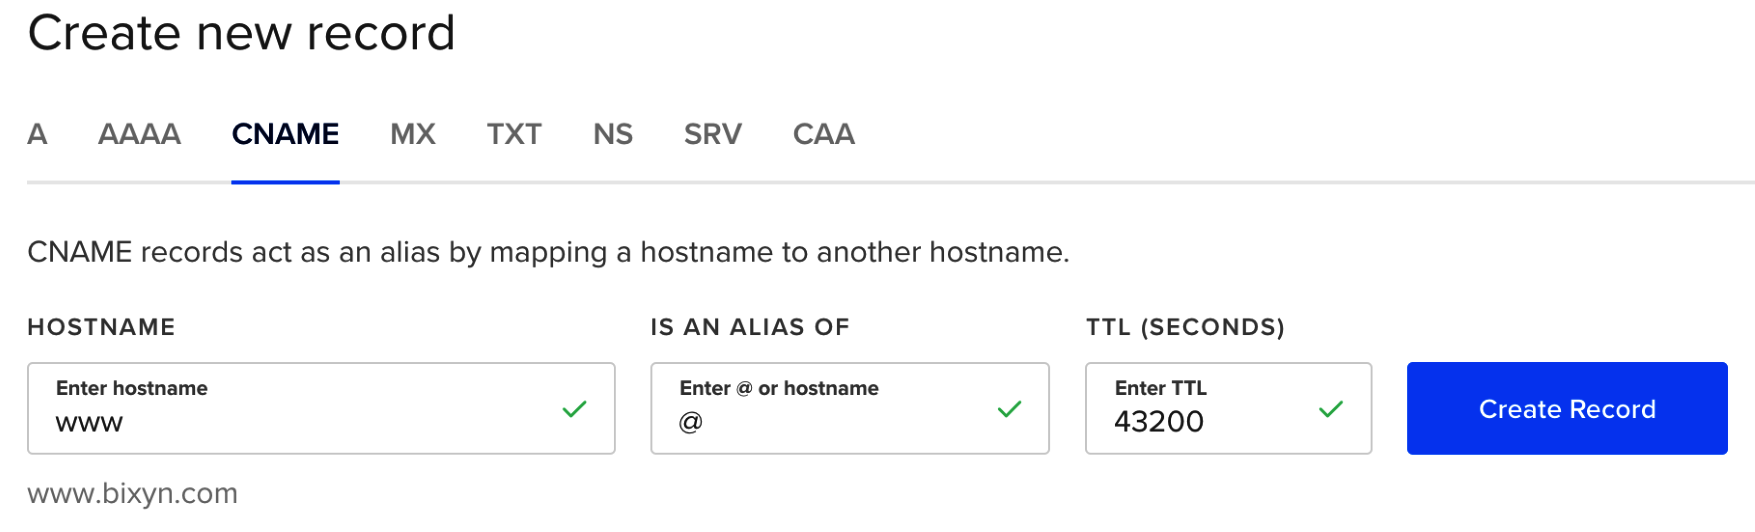 Create new record
A AAAA CNAME MX TXT NS SRV CAA
CNAME records act as an alias by mapping a hostname to another hostname.
HOSTNAME IS AN ALIAS OF TTL (SECONDS)
Enter hostname Enter @ or hostname Enter TTL
www @ 43200 Create Record
www.bixyn.com